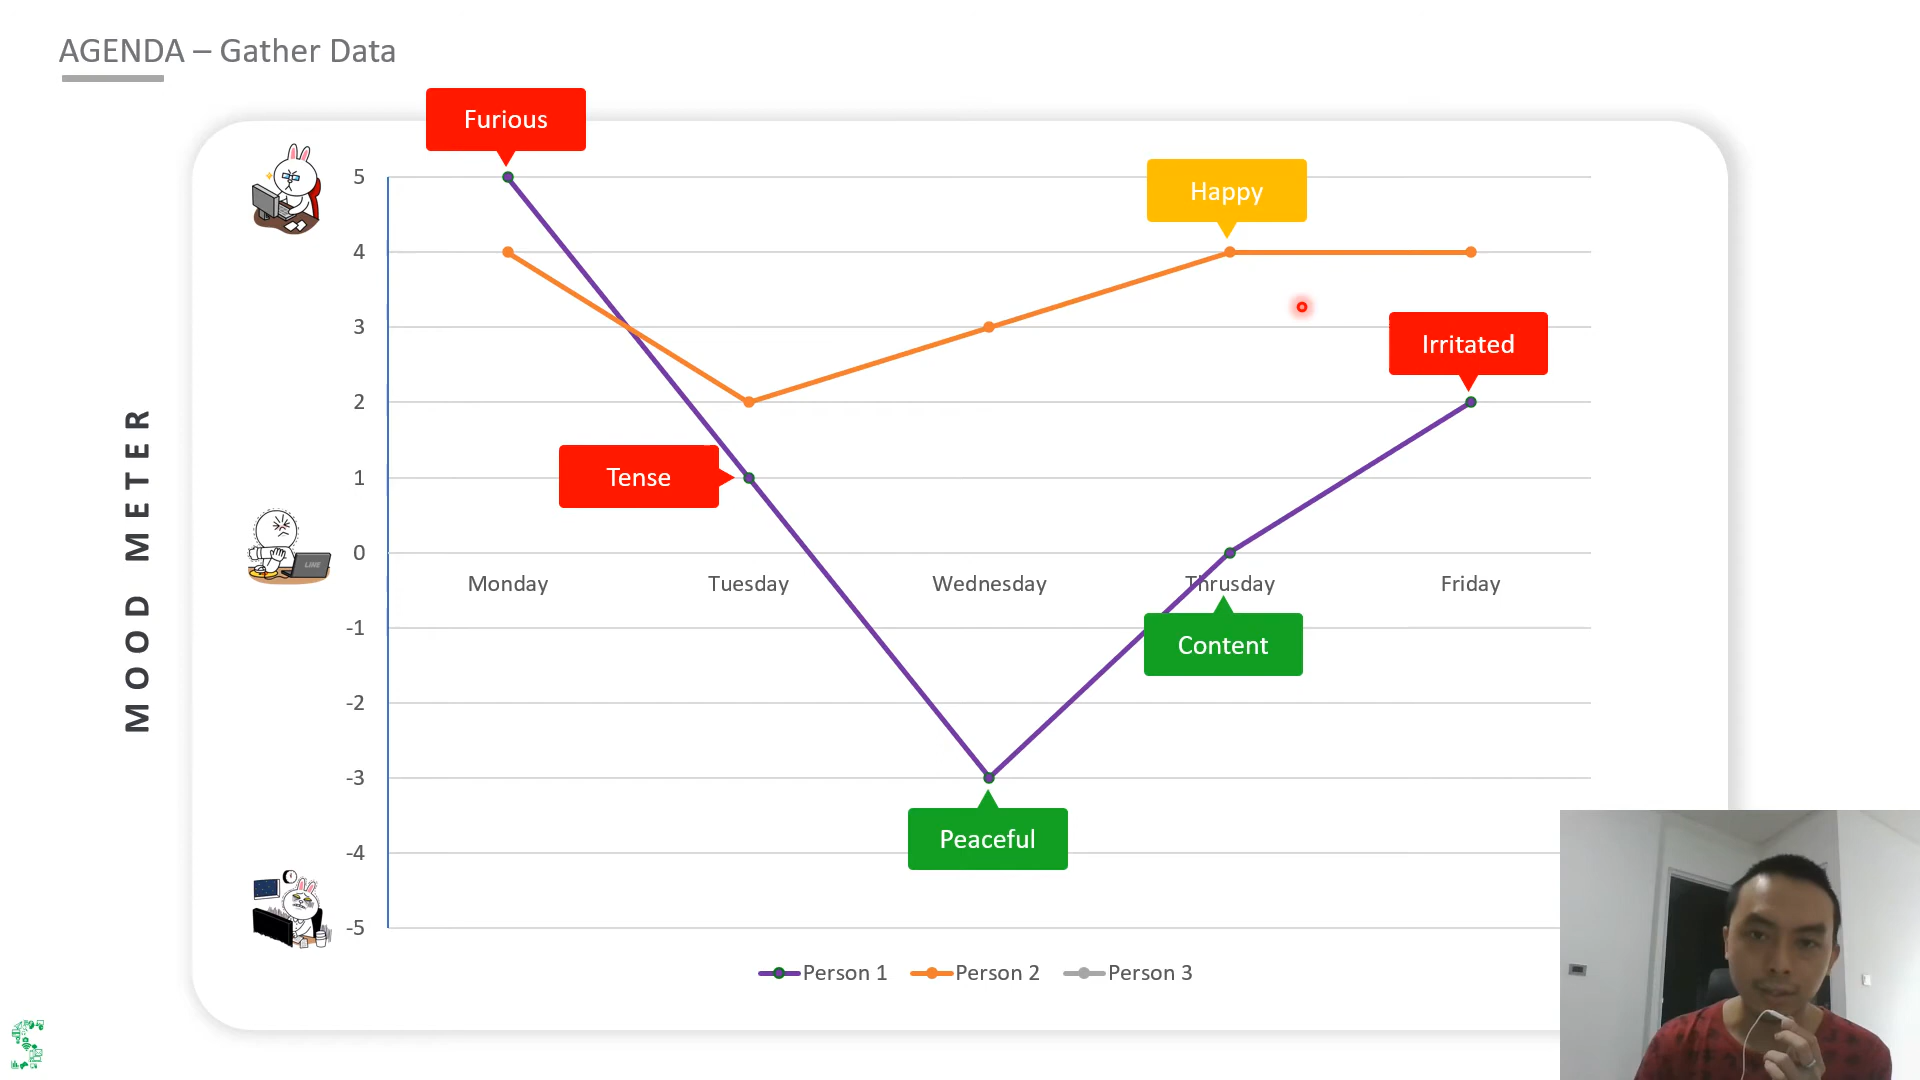 AGENDA – Gather Data
Furious
Happy
Irritated
Tense
Content
Peaceful
MOOD METER
5
4
3
2
1
0
-1
-2
-3
-4
-5
Monday Tuesday Wednesday Thrusday Friday
LINE
Person 1 Person 2 Person 3